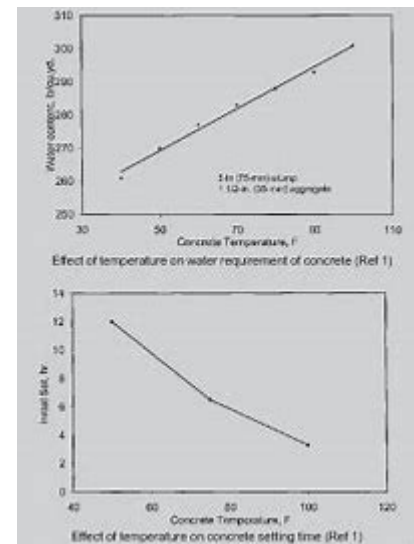 310
300
290
280
270
260
250
Water content, lb/cu yd.
3 in (75-mm) slump
1 1/2-in. (38-mm) aggregate
30 50 70 90 110
Concrete Temperature, F
Effect of temperature on water requirement of concrete (Ref 1)
14
12
10
8
6
4
2
0
Initial Set, hr
40 60 80 100 120
Concrete Temperature, F
Effect of temperature on concrete setting time (Ref 1)